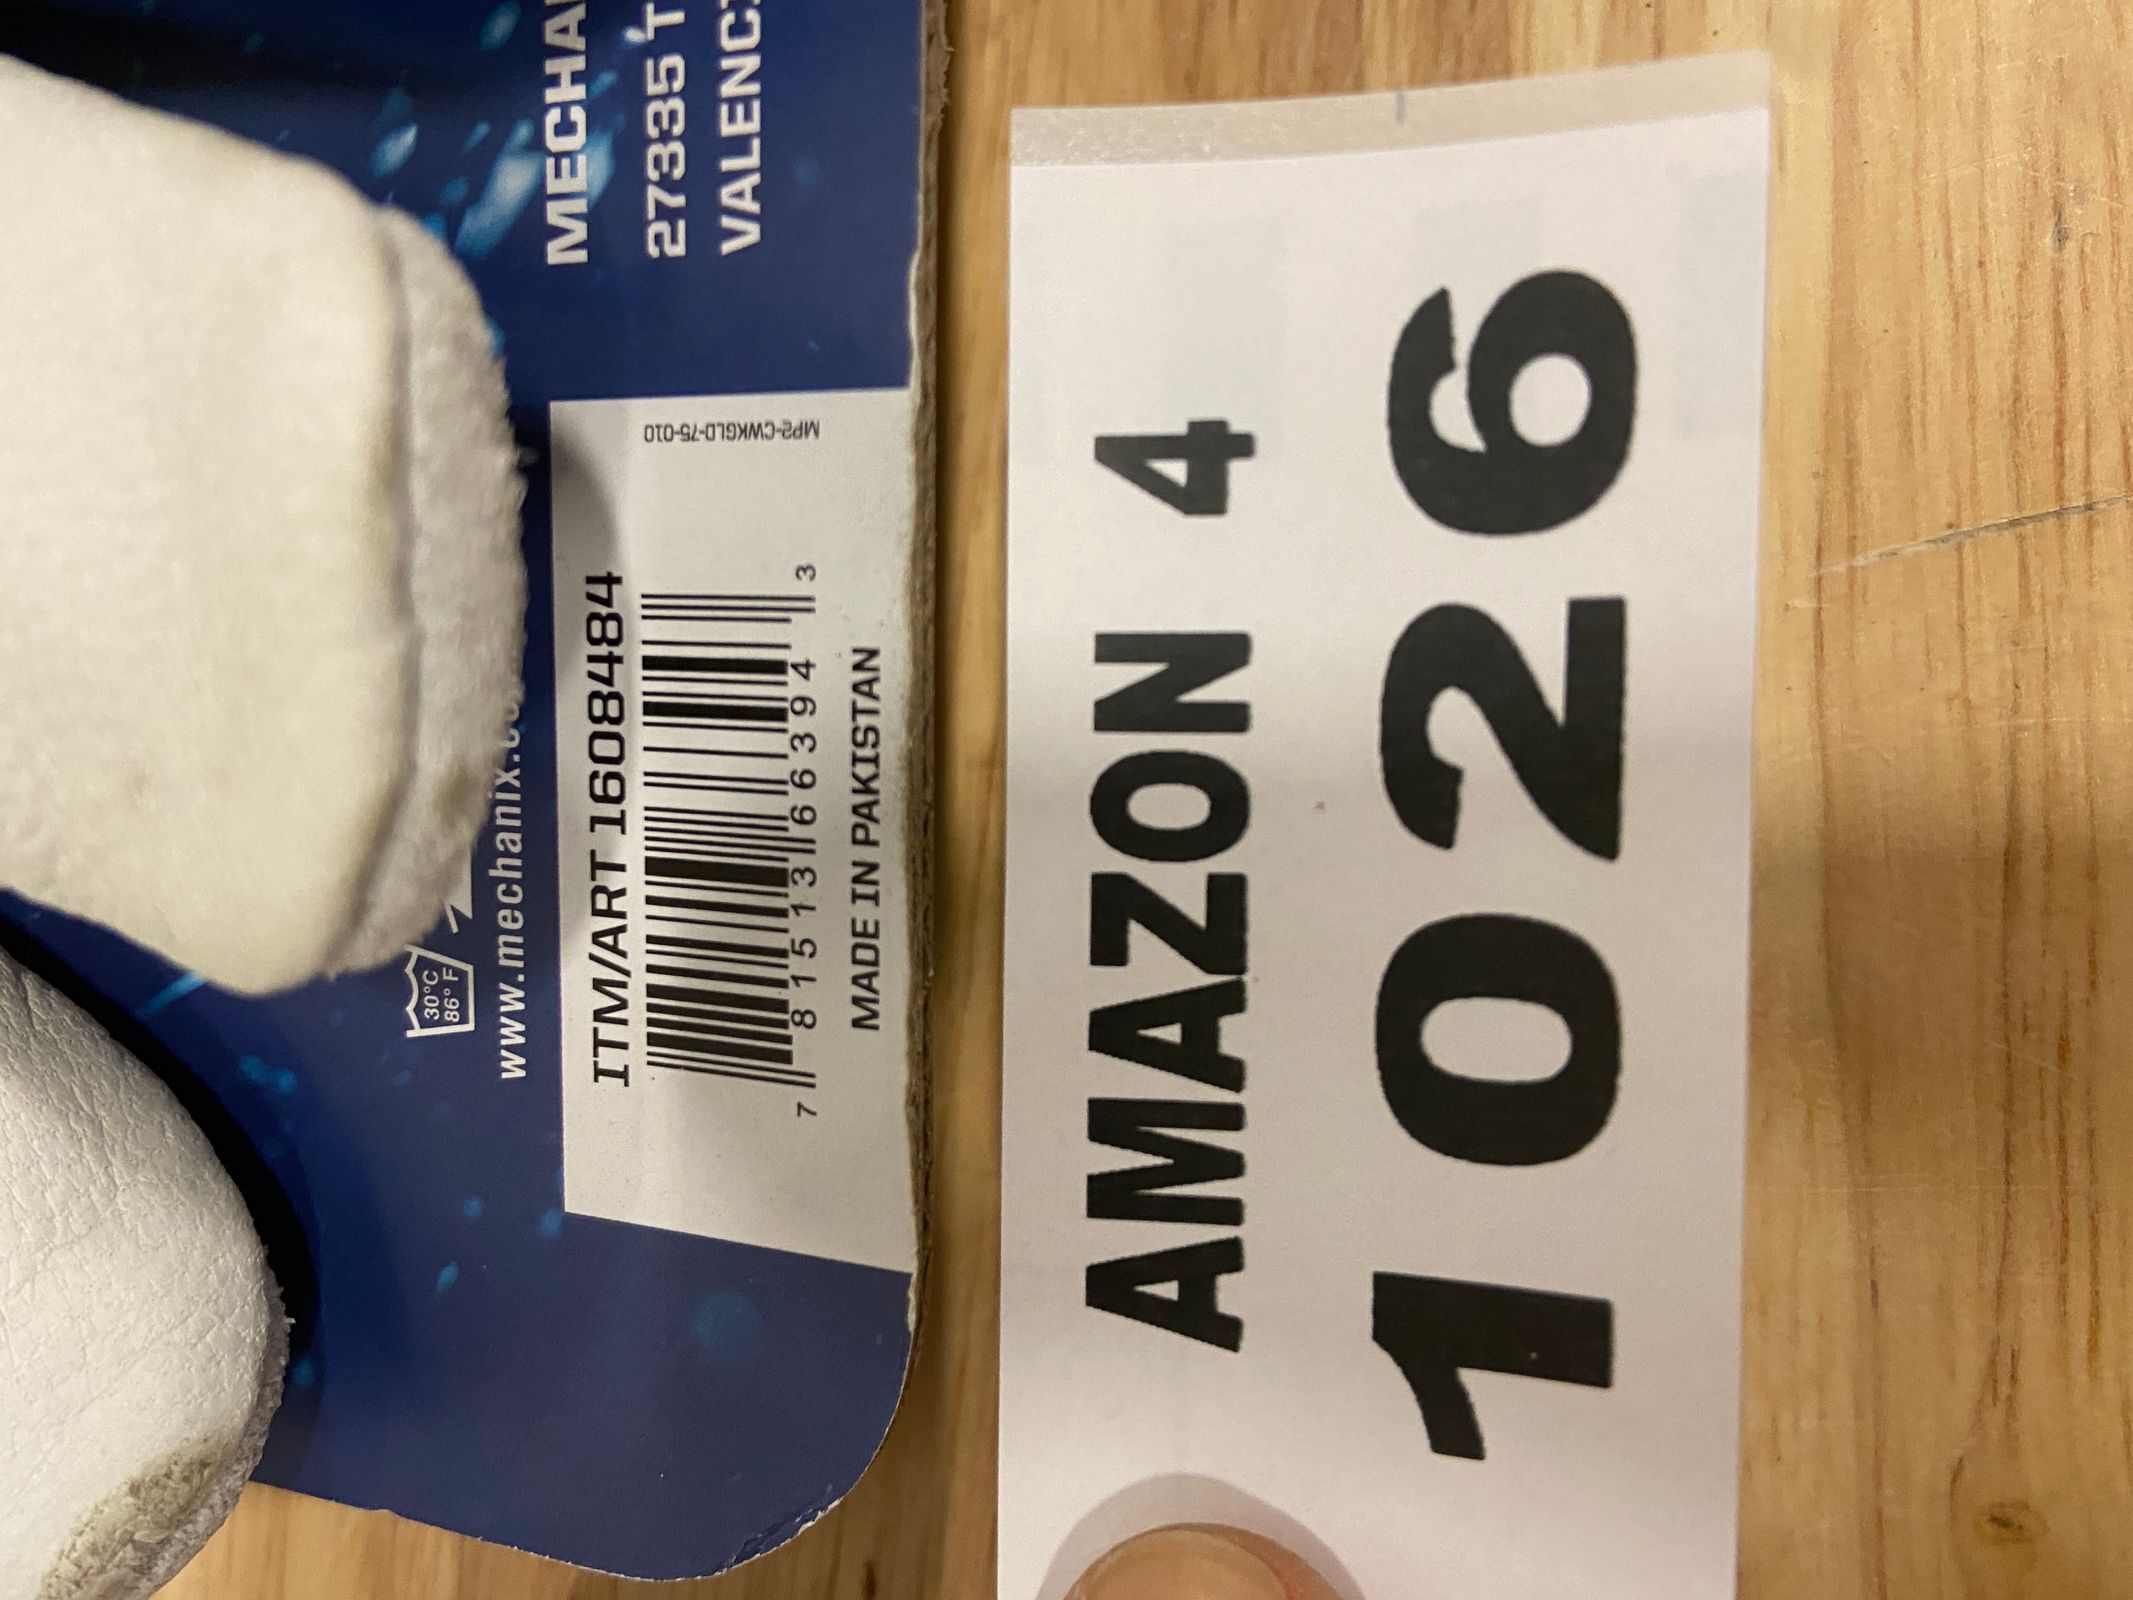 MECHA
27335 T
VALENC
30°C
86°F
www.mechanix.c
ITM/ART 1608484
7 81513 66394 3
MADE IN PAKISTAN
MP2-CWKGLD-75-010
AMAZON 4
1026